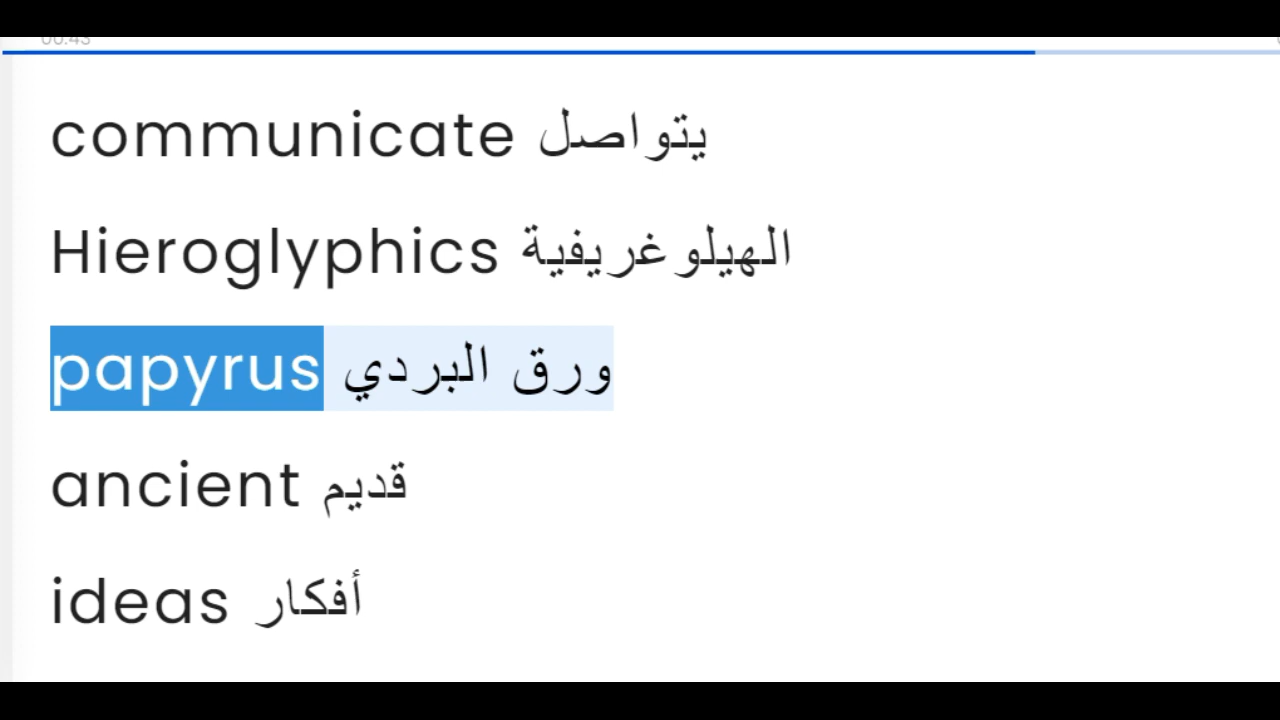 communicate يتواصل
Hieroglyphics الهيلوغريفية
papyrus ورق البردي
ancient قديم
ideas أفكار